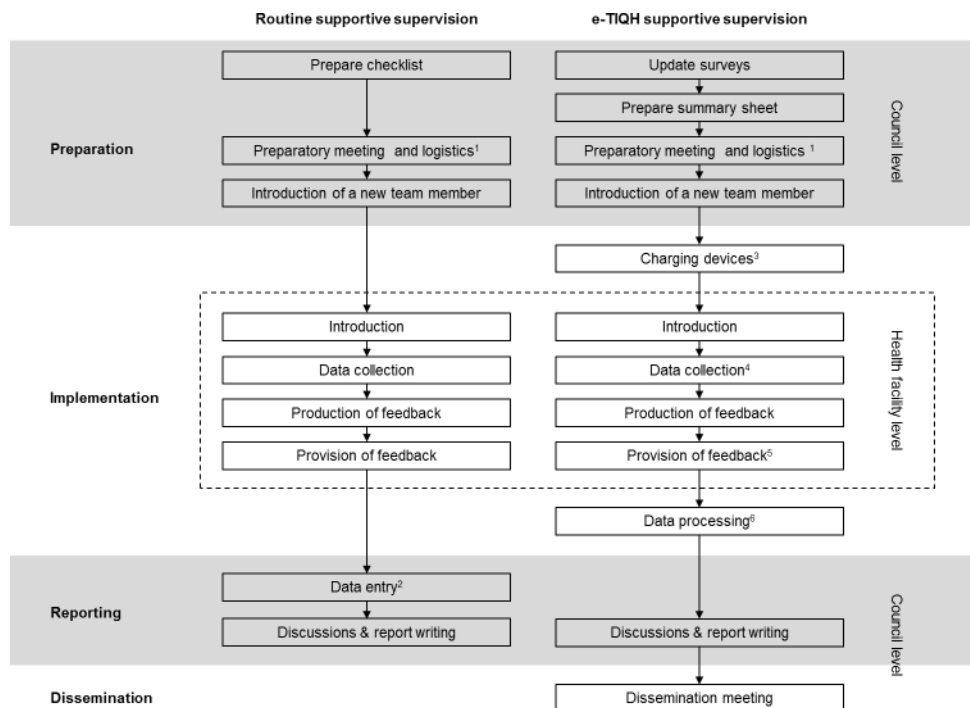 Routine supportive supervision
e-TIQH supportive supervision
Preparation
Prepare checklist
Update surveys
Prepare summary sheet
Preparatory meeting and logistics¹
Preparatory meeting and logistics ¹
Introduction of a new team member
Introduction of a new team member
Council level
Charging devices³
Implementation
Introduction
Introduction
Data collection
Data collection⁴
Production of feedback
Production of feedback
Provision of feedback
Provision of feedback⁵
Health facility level
Data processing⁶
Reporting
Data entry²
Discussions & report writing
Discussions & report writing
Council level
Dissemination
Dissemination meeting